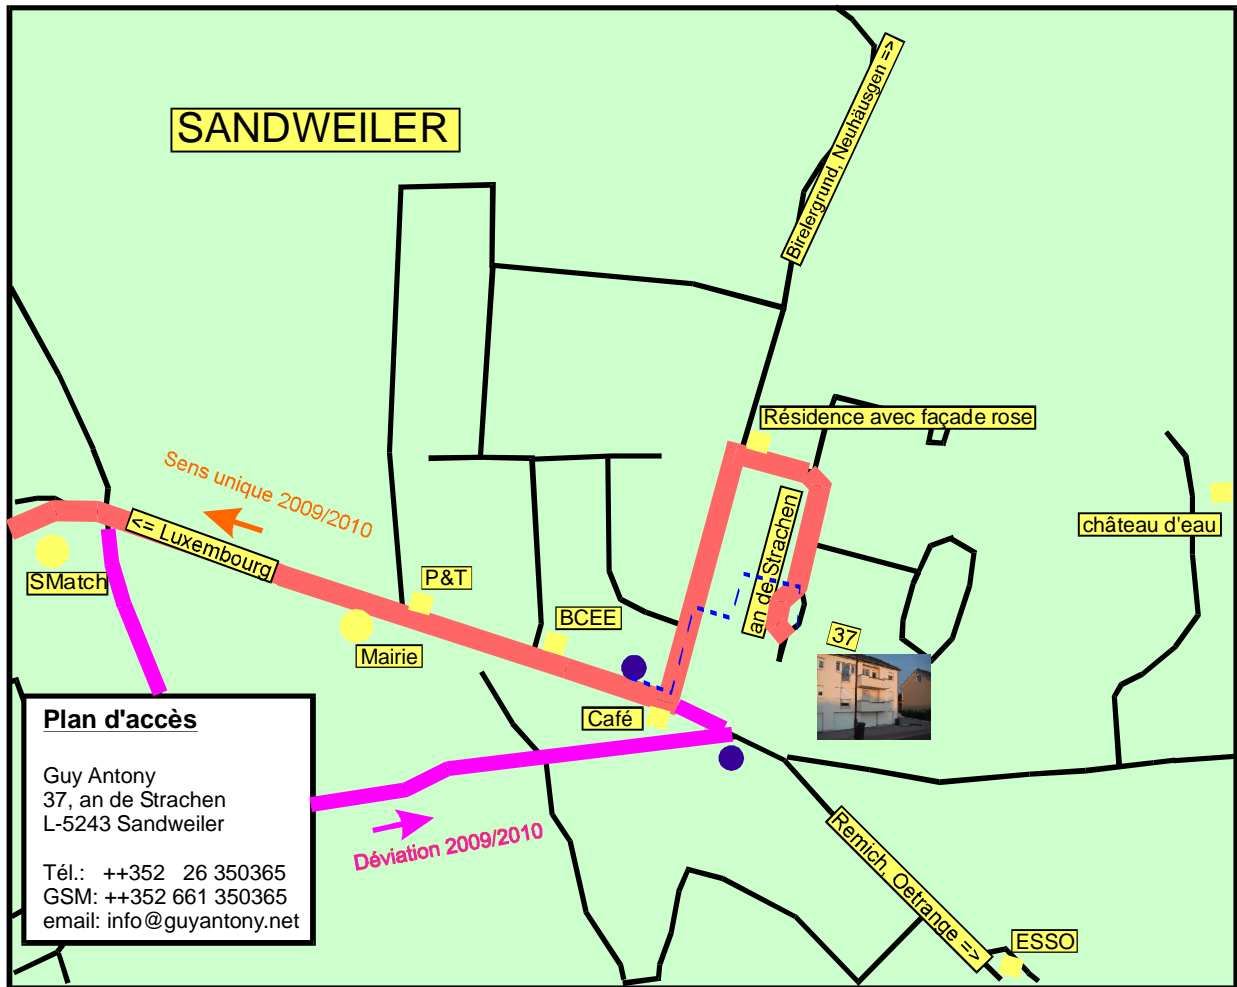 SANDWEILER
Birelergrund, Neuhäusgen =>
Résidence avec façade rose
Sens unique 2009/2010
<= Luxembourg
château d'eau
an de Strachen
SMatch
P&T
BCEE
Mairie
37
Café
Plan d'accès
Guy Antony
37, an de Strachen
L-5243 Sandweiler
Tél.: ++352 26 350365
GSM: ++352 661 350365
email: info@guyantony.net
Déviation 2009/2010
Remich, Oetrange =>
ESSO